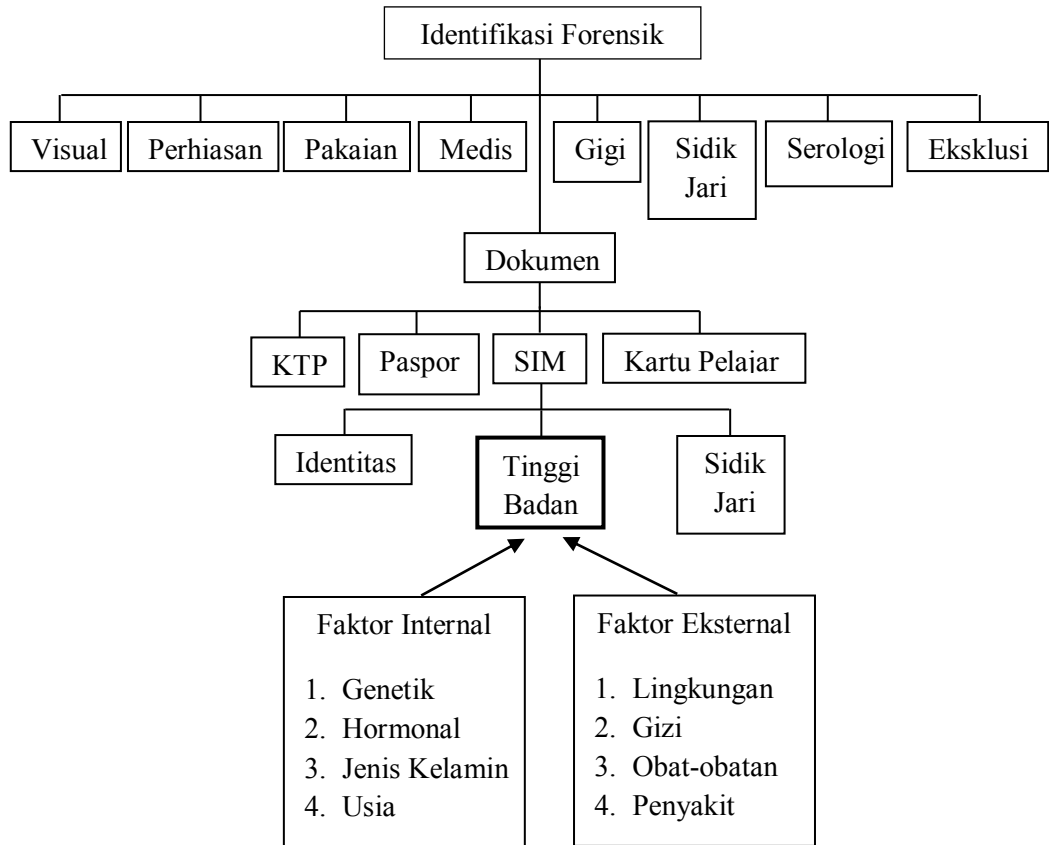 Identifikasi Forensik
Visual
Perhiasan
Pakaian
Medis
Gigi
Sidik
Jari
Serologi
Eksklusi
Dokumen
KTP
Paspor
SIM
Kartu Pelajar
Identitas
Tinggi
Badan
Sidik
Jari
Faktor Internal
1. Genetik
2. Hormonal
3. Jenis Kelamin
4. Usia
Faktor Eksternal
1. Lingkungan
2. Gizi
3. Obat-obatan
4. Penyakit